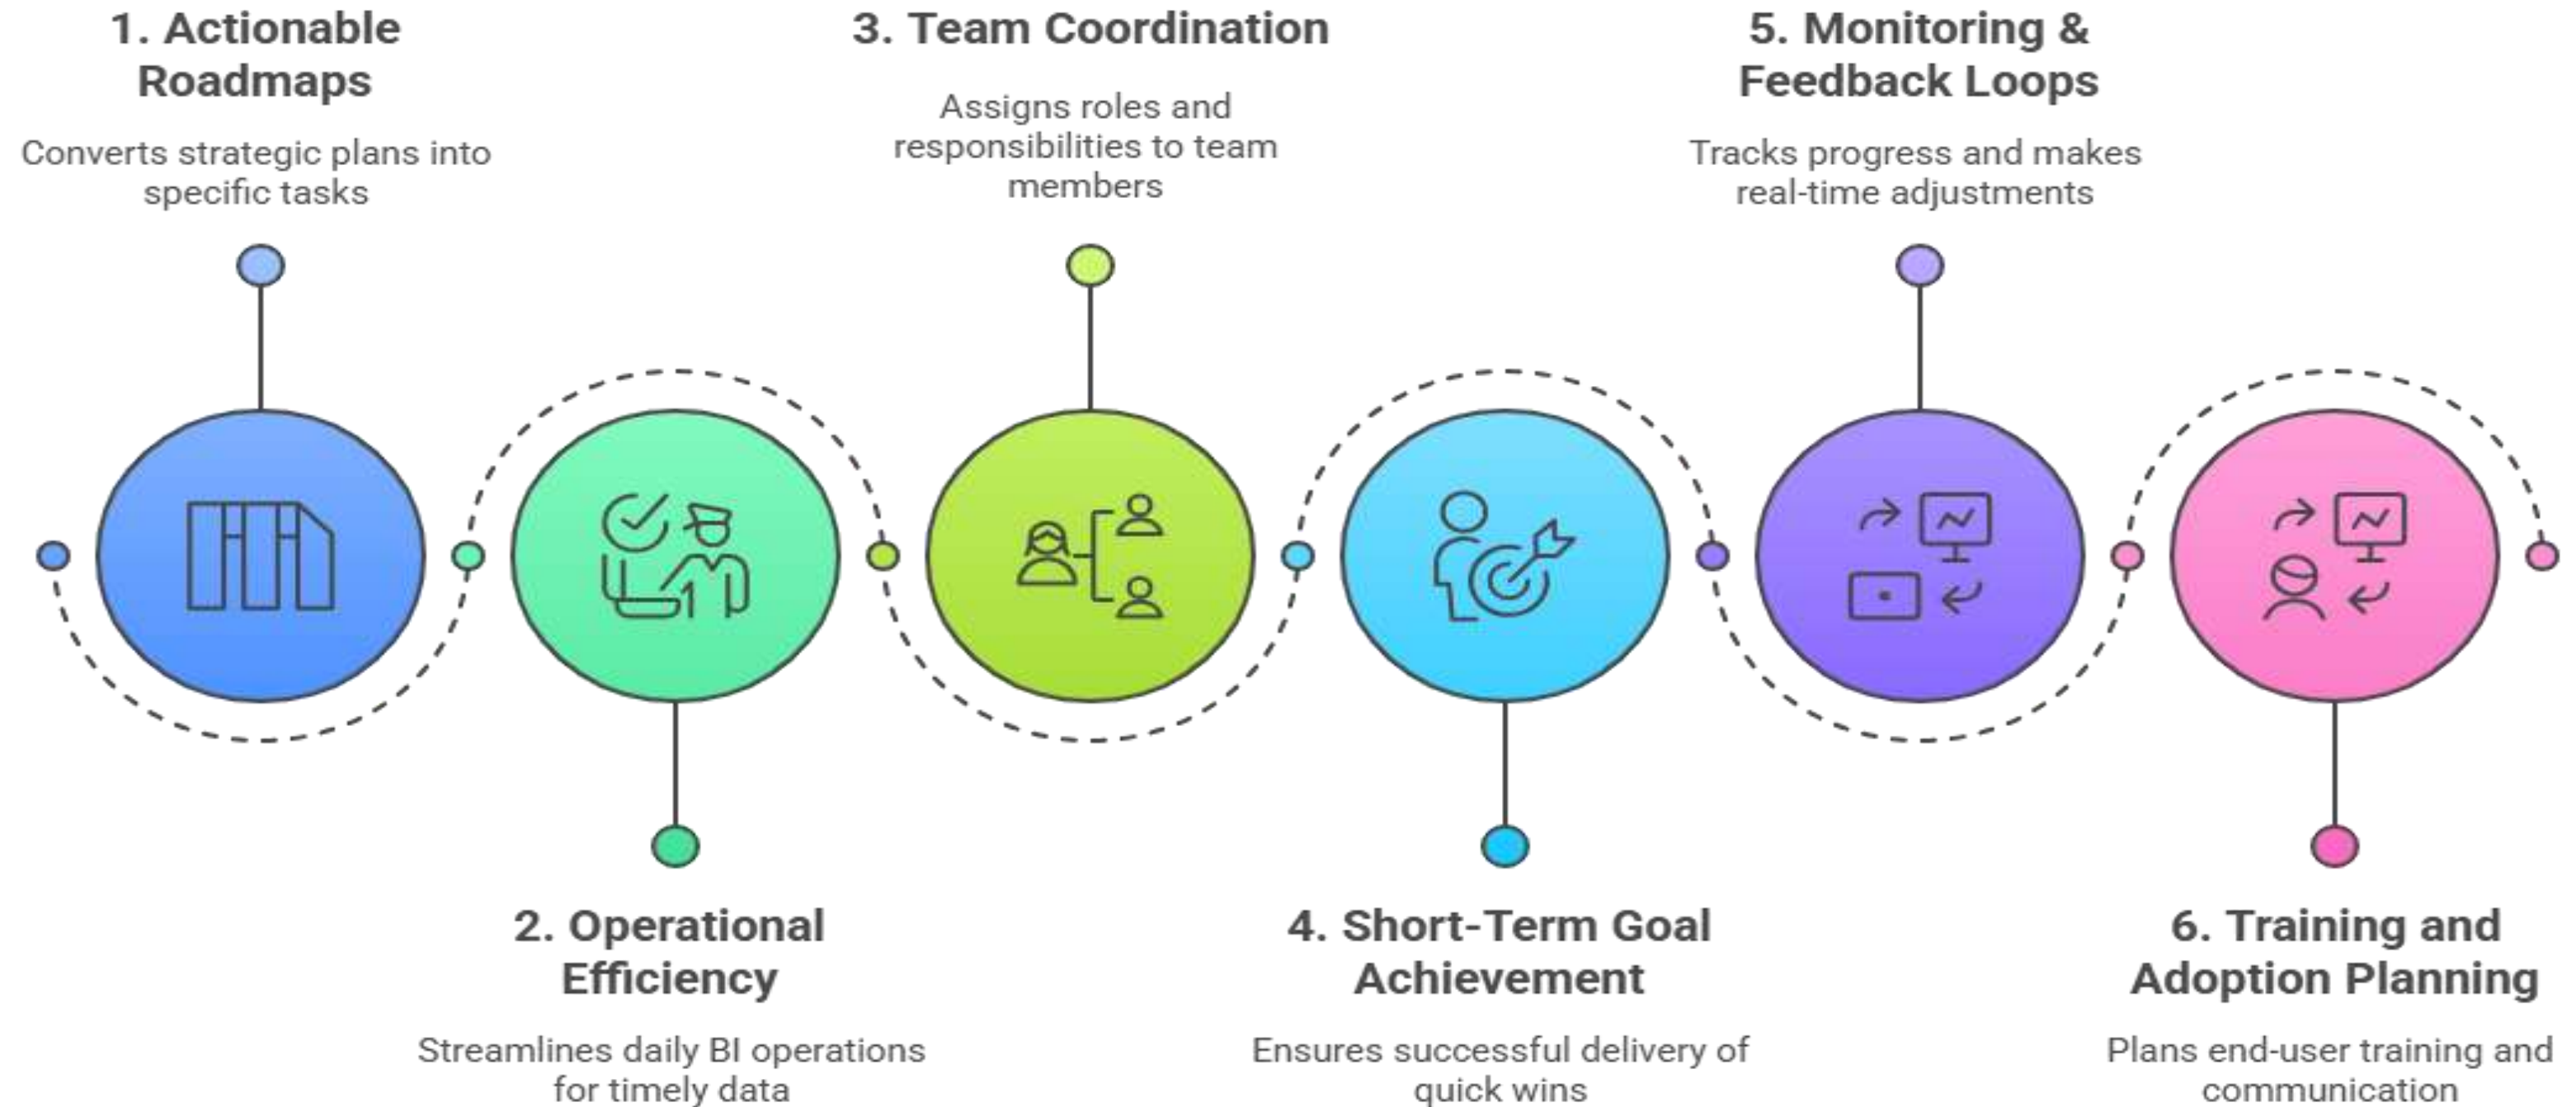 1. Actionable
Roadmaps
Converts strategic plans into
specific tasks
2. Operational
Efficiency
Streamlines daily BI operations
for timely data
3. Team Coordination
Assigns roles and
responsibilities to team
members
4. Short-Term Goal
Achievement
Ensures successful delivery of
quick wins
5. Monitoring &
Feedback Loops
Tracks progress and makes
real-time adjustments
6. Training and
Adoption Planning
Plans end-user training and
communication